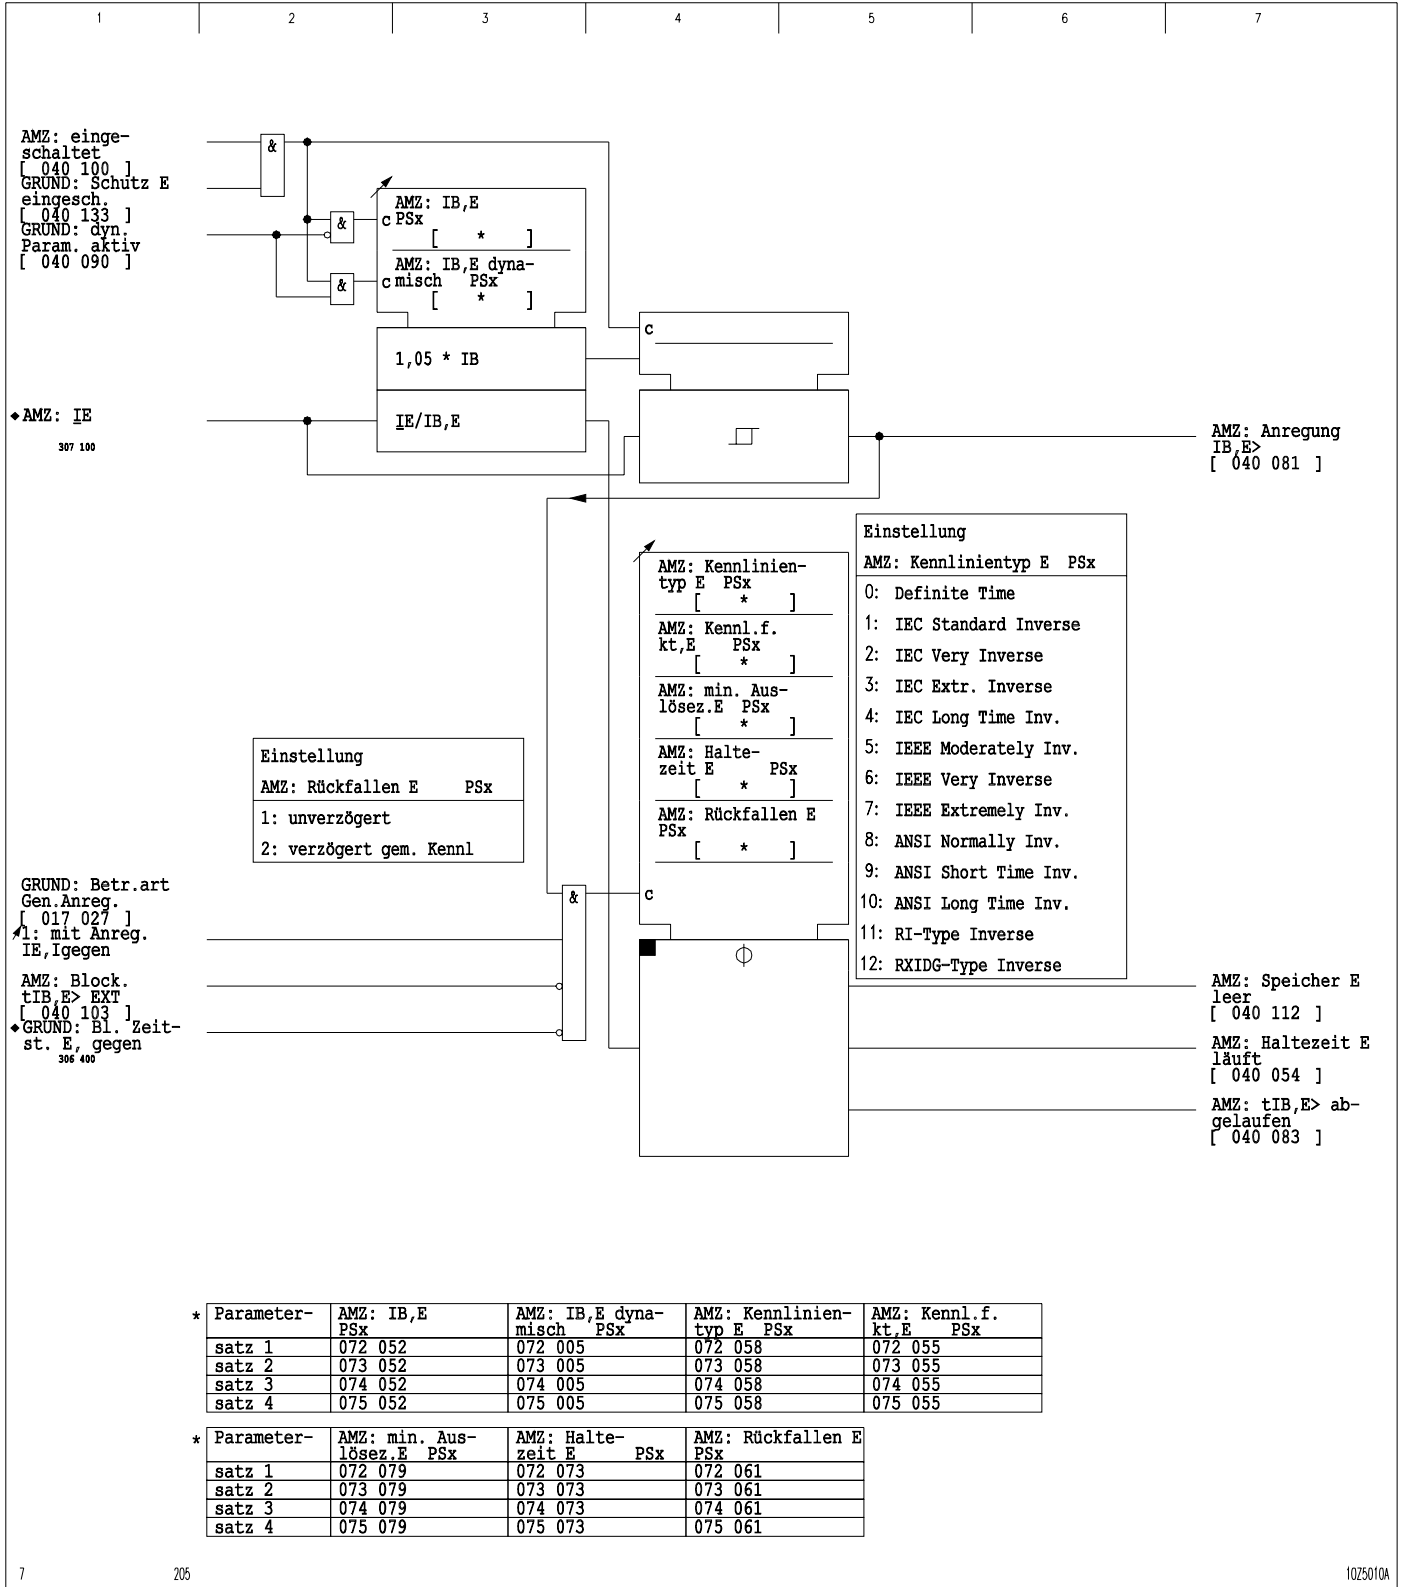 1 2 3 4 5 6 7
AMZ: einge-
schaltet
[ 040 100 ]
GRUND: Schutz E
eingesch.
[ 040 133 ]
GRUND: dyn.
Param. aktiv
[ 040 090 ]
&
&
&
C
AMZ: IB,E
PSx
[ * ]
C
AMZ: IB,E dyna-
misch PSx
[ * ]
1,05 * IB
C
◆AMZ: IE
307 100
IE/IB,E
AMZ: Anregung
IB,E>
[ 040 081 ]
AMZ: Kennlinien-
typ E PSx
[ * ]
AMZ: Kennl.f.
kt,E PSx
[ * ]
AMZ: min. Aus-
lösez.E PSx
[ * ]
AMZ: Halte-
zeit E PSx
[ * ]
AMZ: Rückfallen E
PSx
[ * ]
C
Einstellung
AMZ: Kennlinientyp E PSx
0: Definite Time
1: IEC Standard Inverse
2: IEC Very Inverse
3: IEC Extr. Inverse
4: IEC Long Time Inv.
5: IEEE Moderately Inv.
6: IEEE Very Inverse
7: IEEE Extremely Inv.
8: ANSI Normally Inv.
9: ANSI Short Time Inv.
10: ANSI Long Time Inv.
11: RI-Type Inverse
12: RXIDG-Type Inverse
Einstellung
AMZ: Rückfallen E PSx
1: unverzögert
2: verzögert gem. Kennl
GRUND: Betr.art
Gen.Anreg.
[ 017 027 ]
1: mit Anreg.
IE,Igegen
AMZ: Block.
tIB,E> EXT
[ 040 103 ]
◆GRUND: Bl. Zeit-
st. E, gegen
306 400
&
AMZ: Speicher E
leer
[ 040 112 ]
AMZ: Haltezeit E
läuft
[ 040 054 ]
AMZ: tIB,E> ab-
gelaufen
[ 040 083 ]
* Parameter- AMZ: IB,E AMZ: IB,E dyna- AMZ: Kennlinien- AMZ: Kennl.f.
PSx misch PSx typ E PSx kt,E PSx
satz 1 072 052 072 005 072 058 072 055
satz 2 073 052 073 005 073 058 073 055
satz 3 074 052 074 005 074 058 074 055
satz 4 075 052 075 005 075 058 075 055
* Parameter- AMZ: min. Aus- AMZ: Halte- AMZ: Rückfallen E
lösez.E PSx zeit E PSx PSx
satz 1 072 079 072 073 072 061
satz 2 073 079 073 073 073 061
satz 3 074 079 074 073 074 061
satz 4 075 079 075 073 075 061
7 205 10Z5010A